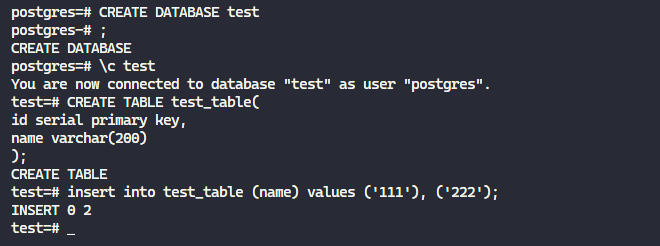 postgres=# CREATE DATABASE test
postgres-# ;
CREATE DATABASE
postgres=# \c test
You are now connected to database "test" as user "postgres".
test=# CREATE TABLE test_table(
id serial primary key,
name varchar(200)
);
CREATE TABLE
test=# insert into test_table (name) values ('111'), ('222');
INSERT 0 2
test=# _